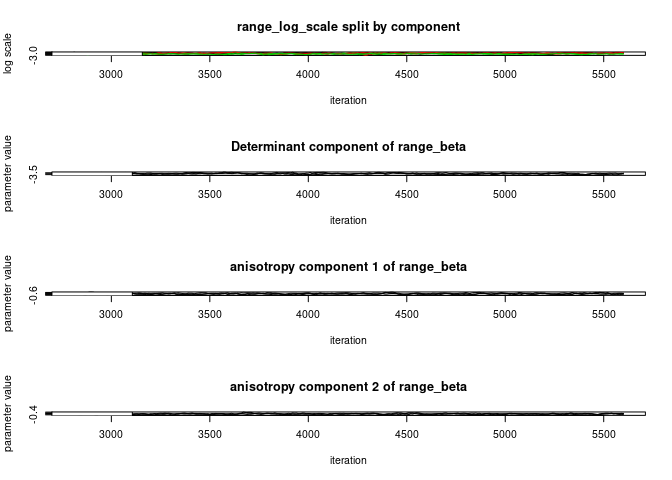 range_log_scale split by component
log scale
-3.0
3000 3500 4000 4500 5000 5500
iteration
Determinant component of range_beta
parameter value
-3.5
3000 3500 4000 4500 5000 5500
iteration
anisotropy component 1 of range_beta
parameter value
-0.6
3000 3500 4000 4500 5000 5500
iteration
anisotropy component 2 of range_beta
parameter value
-0.4
3000 3500 4000 4500 5000 5500
iteration